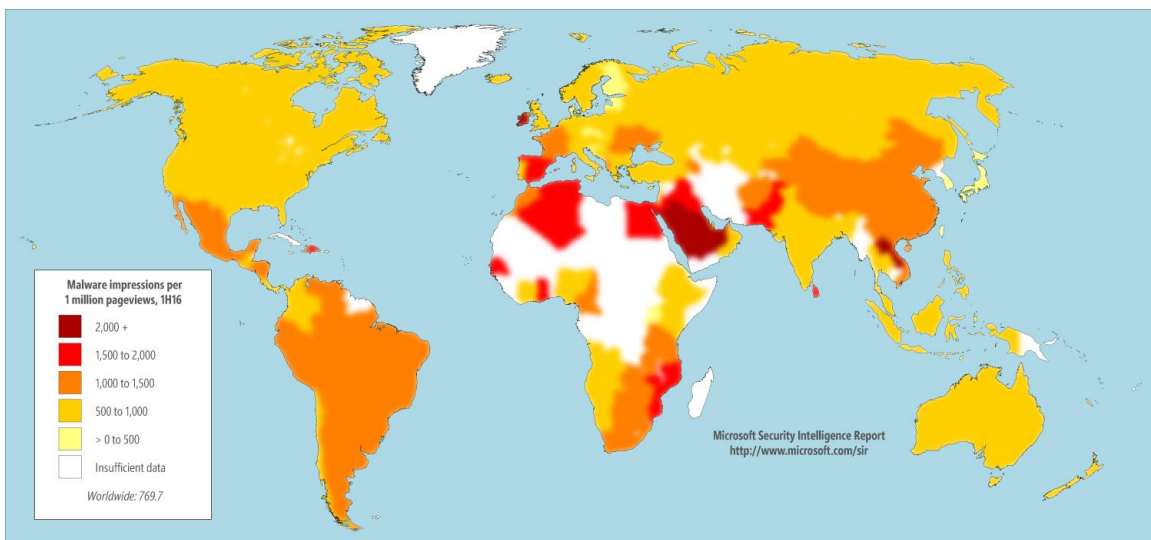 Malware impressions per
1 million pageviews, 1H16
2,000 +
1,500 to 2,000
1,000 to 1,500
500 to 1,000
> 0 to 500
Insufficient data
Worldwide: 769.7
Microsoft Security Intelligence Report
http://www.microsoft.com/sir